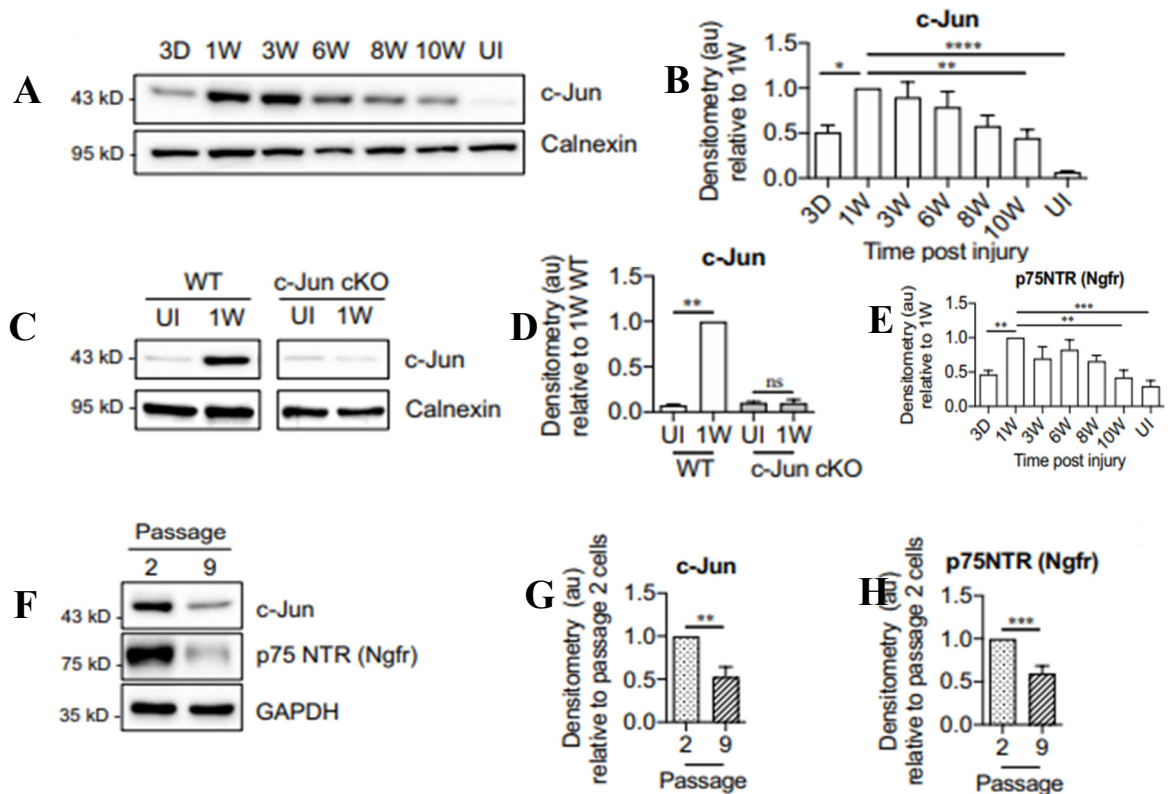 A
3D 1W 3W 6W 8W 10W UI
43 kD
c-Jun
95 kD
Calnexin
B
c-Jun
Densitometry (au)
relative to 1W
1.5
1.0
0.5
0.0
*
****
**
3D 1W 3W 6W 8W 10W UI
Time post injury
C
WT c-Jun cKO
UI 1W UI 1W
43 kD
c-Jun
95 kD
Calnexin
D
c-Jun
Densitometry (au)
relative to 1W WT
1.5
1.0
0.5
0.0
**
ns
UI 1W UI 1W
WT c-Jun cKO
E
p75NTR (Ngfr)
Densitometry (au)
relative to 1W
1.5
1.0
0.5
0.0
**
***
**
3D 1W 3W 6W 8W 10W UI
Time post injury
F
Passage
2 9
43 kD
c-Jun
75 kD
p75 NTR (Ngfr)
35 kD
GAPDH
G
c-Jun
Densitometry (au)
relative to passage 2 cells
1.5
1.0
0.5
0.0
**
2 9
Passage
H
p75NTR (Ngfr)
Densitometry (au)
relative to passage 2 cells
1.5
1.0
0.5
0.0
***
2 9
Passage